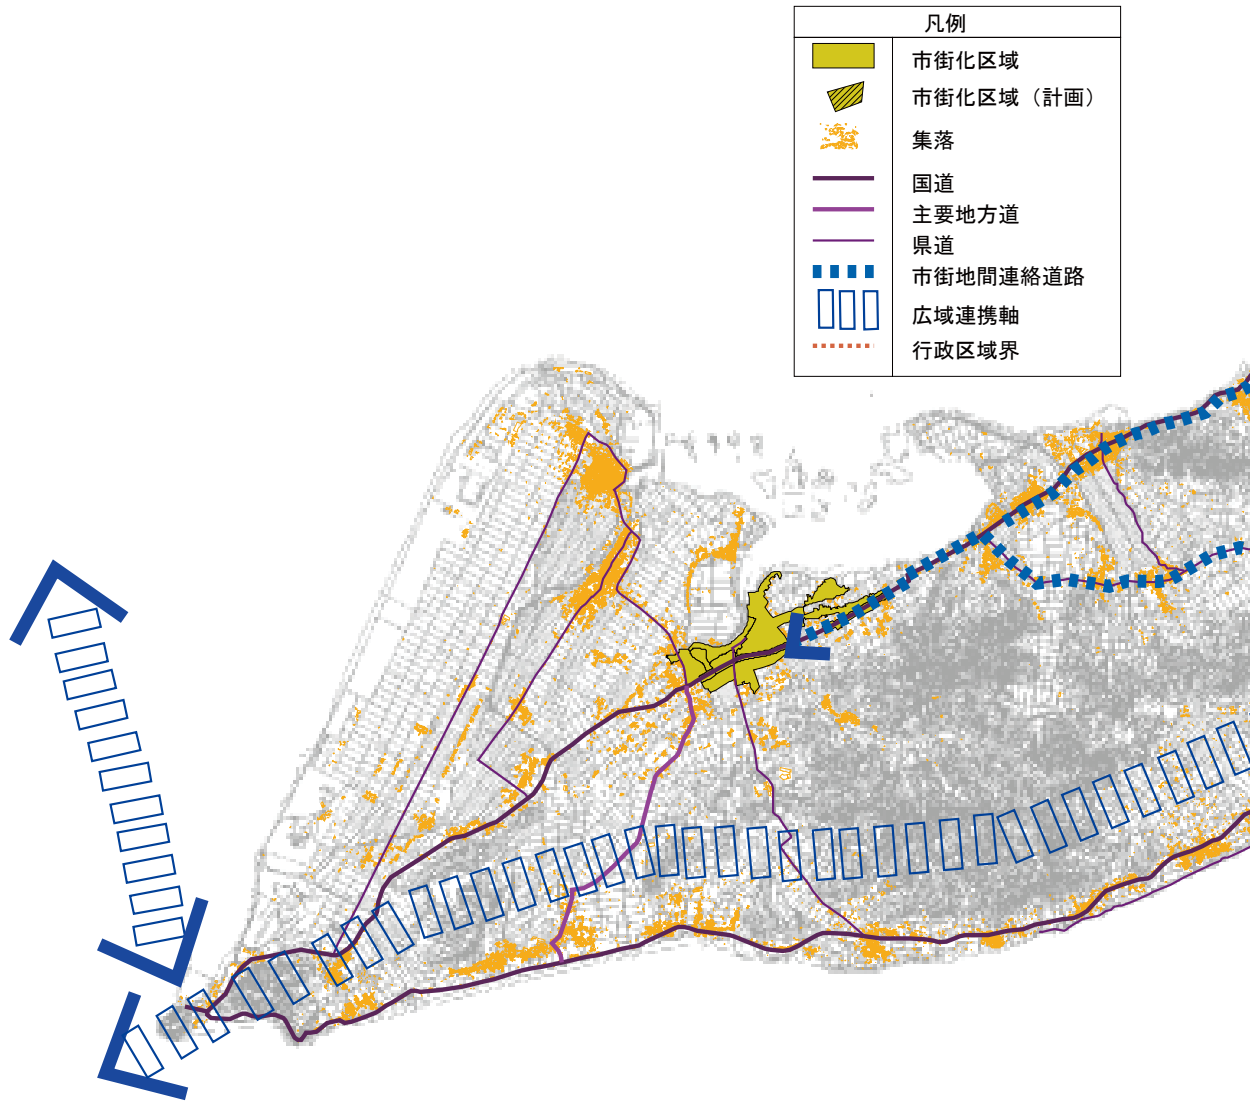 凡例
市街化区域
市街化区域（計画）
集落
国道
主要地方道
県道
市街地間連絡道路
広域連携軸
行政区域界